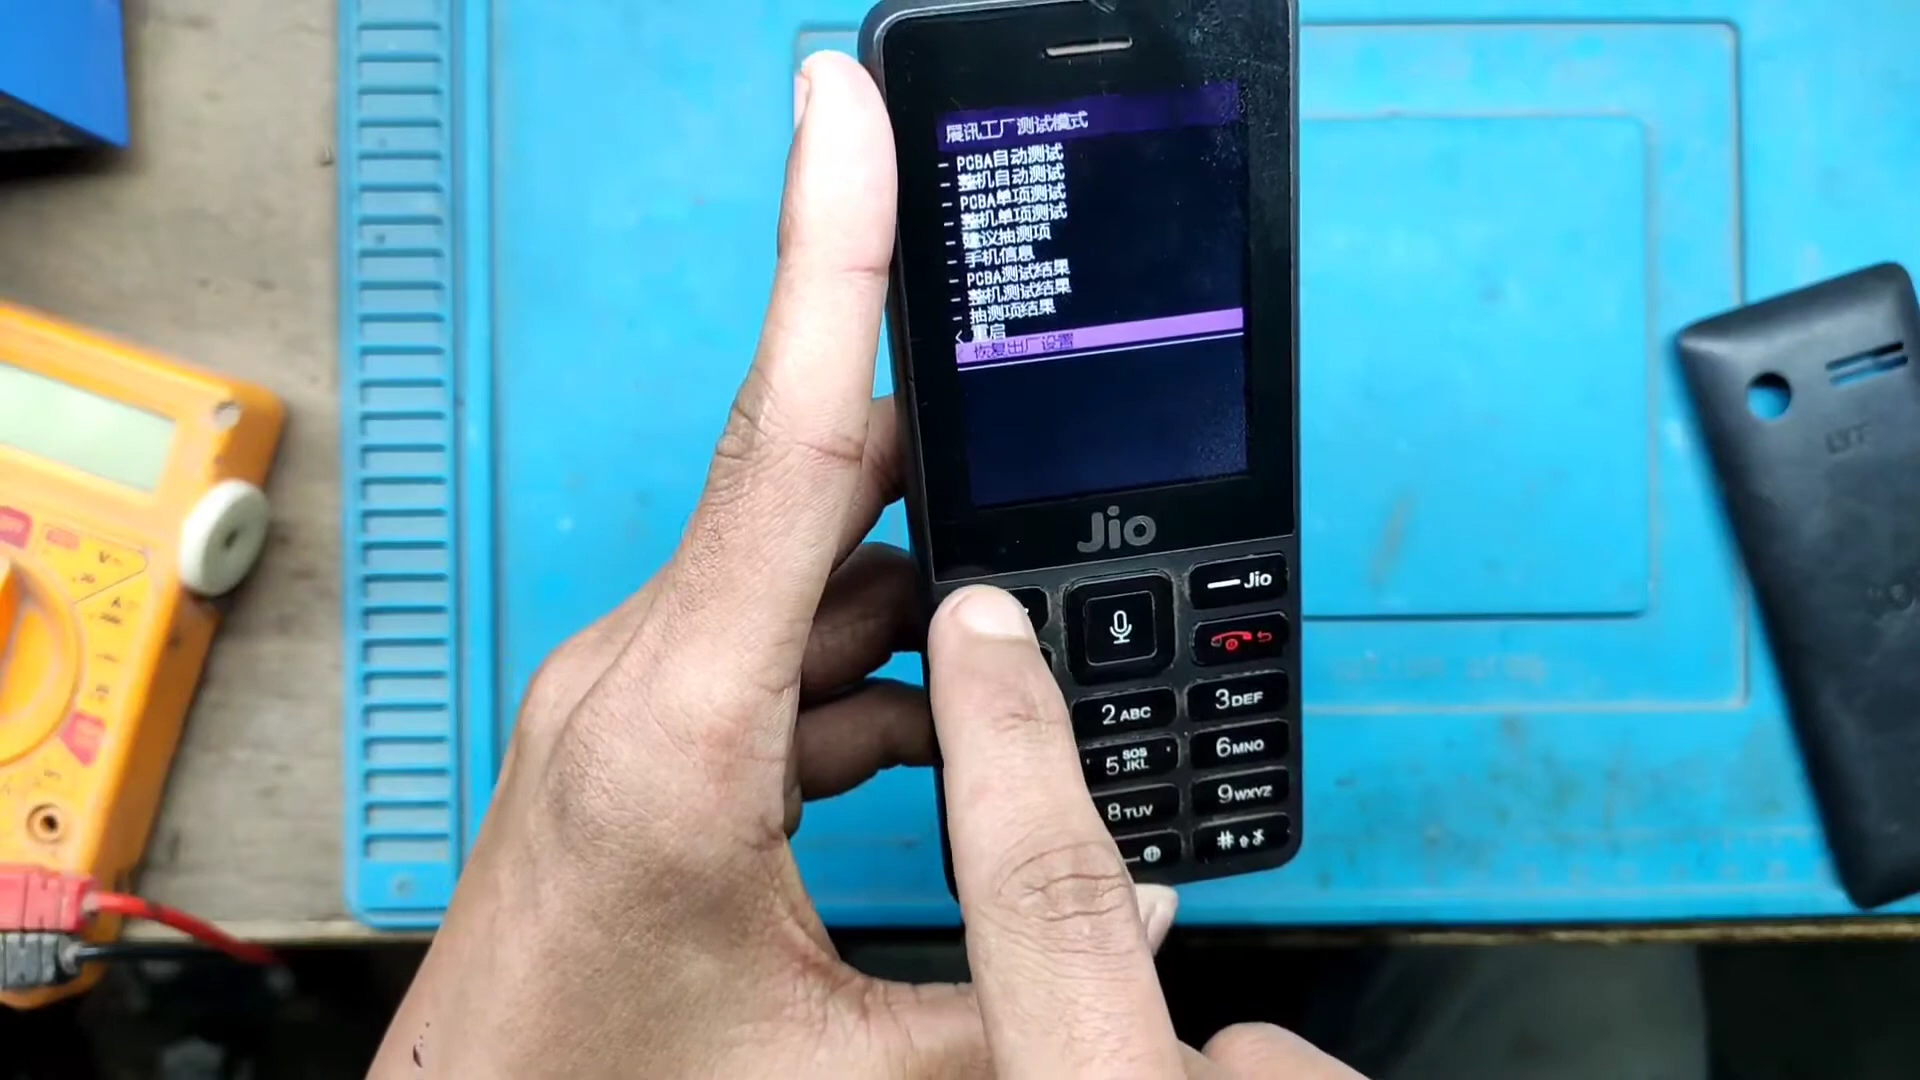 展讯工厂测试模式
- PCBA自动测试
- 整机自动测试
- PCBA单项测试
- 整机单项测试
- 建议抽测项
- 手机信息
- PCBA测试结果
- 整机测试结果
- 抽测项结果
< 重启
< 恢复出厂设置
Jio
Jio
2 ABC
3 DEF
5 SOS JKL
6 MNO
8 TUV
9 WXYZ
#
LYF